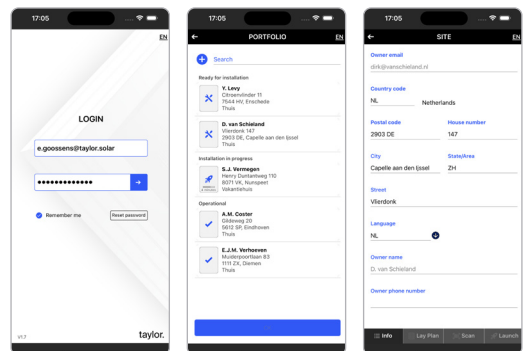 17:05
EN
LOGIN
e.goossens@taylor.solar
Remember me
Reset password
V1.7
taylor.
17:05
PORTFOLIO
EN
Search
Ready for installation
Y. Levy
Citroenvlinder 11
7544 HV, Enschede
Thuis
D. van Schieland
Vlierdonk 147
2903 DE, Capelle aan den Ijssel
Thuis
Installation in progress
S.J. Vermegen
Henry Duntantweg 110
8071 VK, Nunspeet
Vakantiehuis
Operational
A.M. Coster
Gildeweg 20
5612 SP, Eindhoven
Thuis
E.J.M. Verhoeven
Muiderpoortlaan 83
1111 ZX, Diemen
Thuis
17:05
SITE
EN
Owner email
dirk@vanschieland.nl
Country code
NL
Netherlands
Postal code
House number
2903 DE
147
City
State/Area
Capelle aan den Ijssel
ZH
Street
Vlierdonk
Language
NL
Owner name
D. van Schieland
Owner phone number
Info
Lay Plan
Scan
Launch